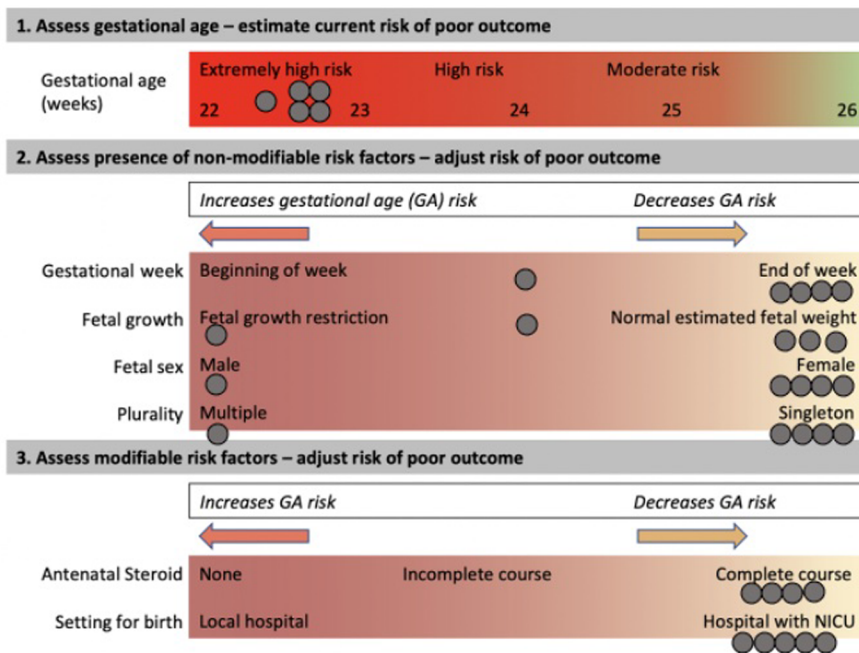 1. Assess gestational age – estimate current risk of poor outcome
Gestational age (weeks)
Extremely high risk High risk Moderate risk
22 23 24 25 26
2. Assess presence of non-modifiable risk factors – adjust risk of poor outcome
Increases gestational age (GA) risk Decreases GA risk
Gestational week Beginning of week End of week
Fetal growth Fetal growth restriction Normal estimated fetal weight
Fetal sex Male Female
Plurality Multiple Singleton
3. Assess modifiable risk factors – adjust risk of poor outcome
Increases GA risk Decreases GA risk
Antenatal Steroid None Incomplete course Complete course
Setting for birth Local hospital Hospital with NICU